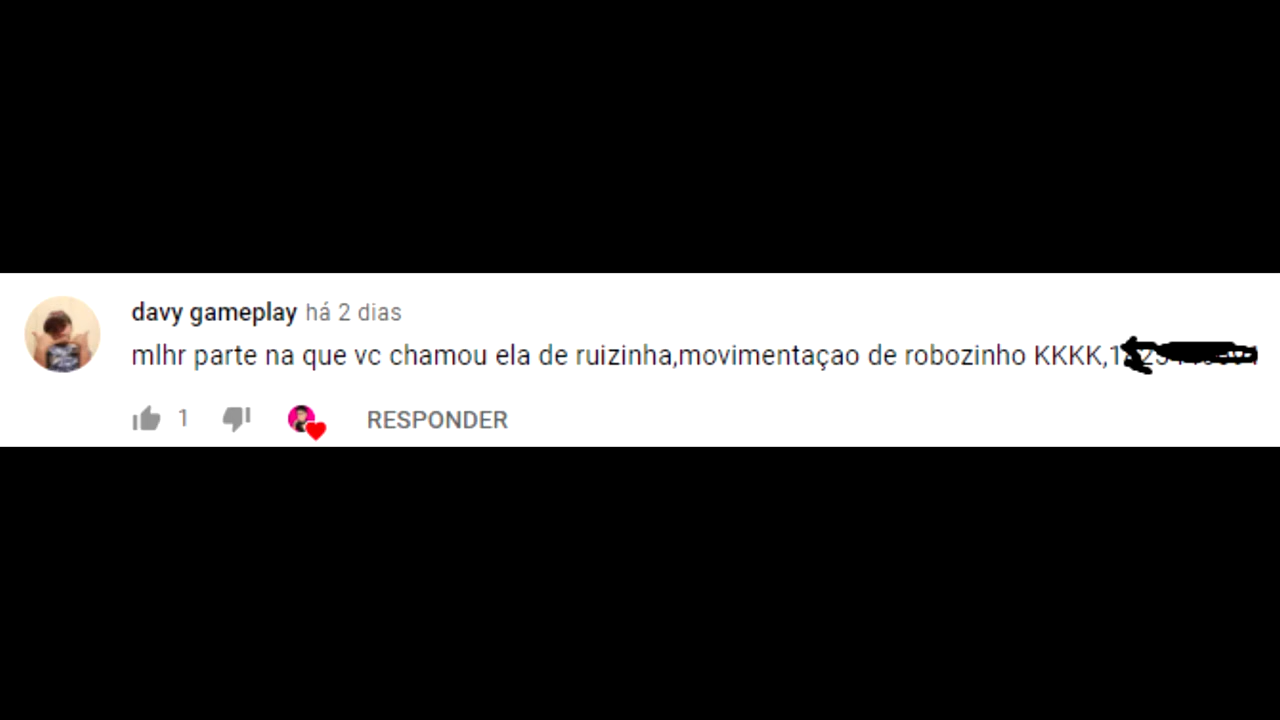 davy gameplay há 2 dias
mlhr parte na que vc chamou ela de ruizinha,movimentaçao de robozinho KKKK,
1 RESPONDER